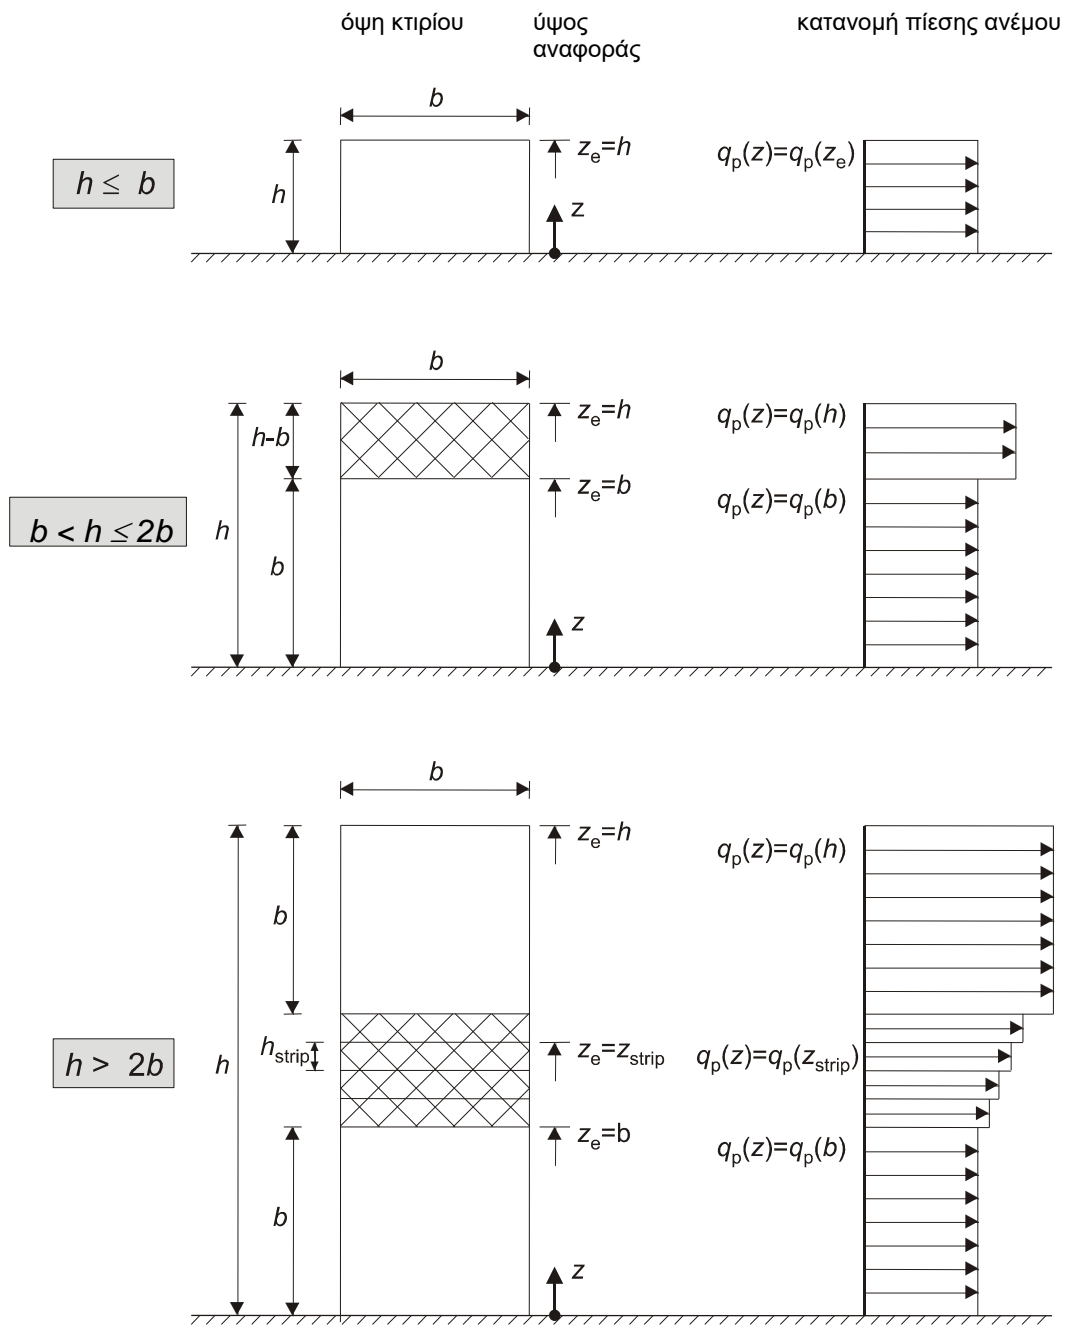 όψη κτιρίου
ύψος
αναφοράς
κατανομή πίεσης ανέμου
h ≤ b
b
h
z_e=h
z
q_p(z)=q_p(z_e)
b < h ≤ 2b
b
h
h-b
b
z_e=h
z_e=b
z
q_p(z)=q_p(h)
q_p(z)=q_p(b)
h > 2b
b
h
b
h_strip
b
z_e=h
z_e=z_strip
z_e=b
z
q_p(z)=q_p(h)
q_p(z)=q_p(z_strip)
q_p(z)=q_p(b)